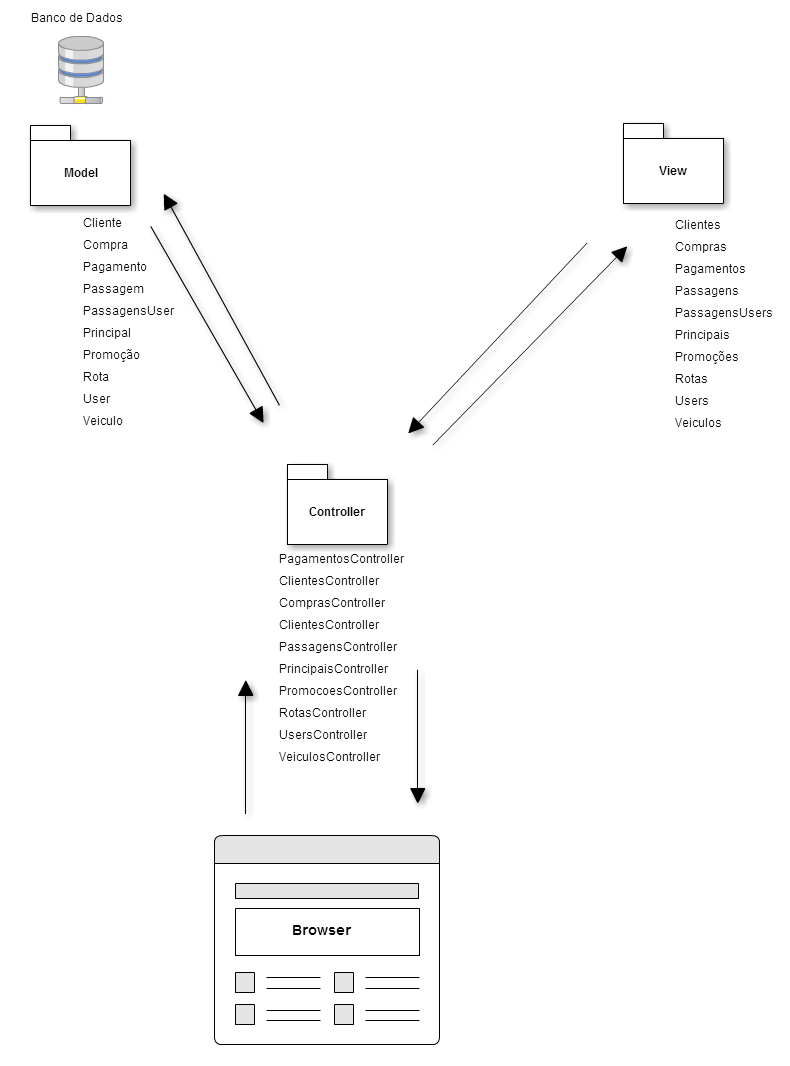 Banco de Dados
Model
Cliente
Compra
Pagamento
Passagem
PassagensUser
Principal
Promoção
Rota
User
Veiculo
View
Clientes
Compras
Pagamentos
Passagens
PassagensUsers
Principais
Promoções
Rotas
Users
Veiculos
Controller
PagamentosController
ClientesController
ComprasController
ClientesController
PassagensController
PrincipaisController
PromocoesController
RotasController
UsersController
VeiculosController
Browser